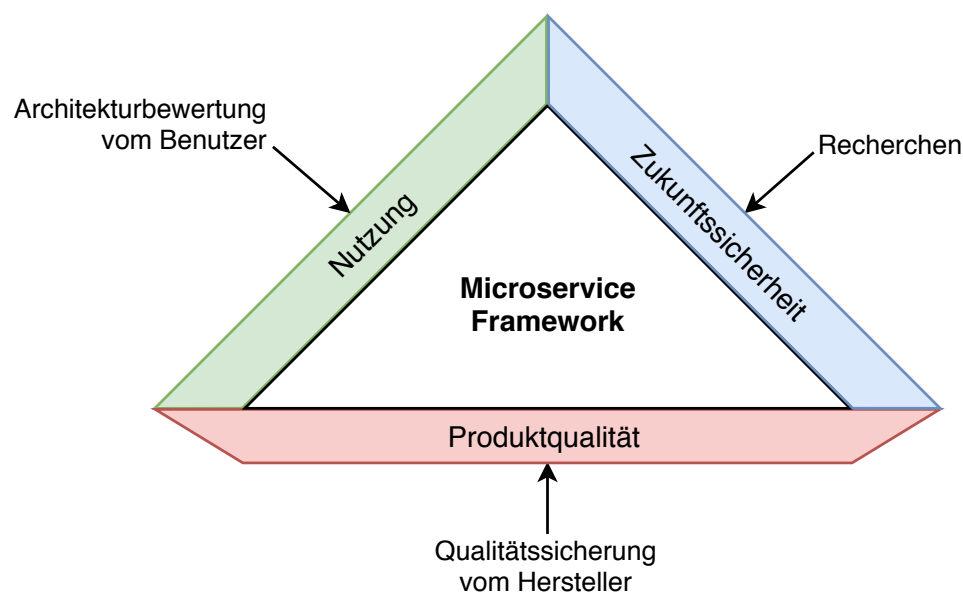 Architekturbewertung
vom Benutzer
Recherchen
Nutzung
Zukunftssicherheit
Microservice
Framework
Produktqualität
Qualitätssicherung
vom Hersteller